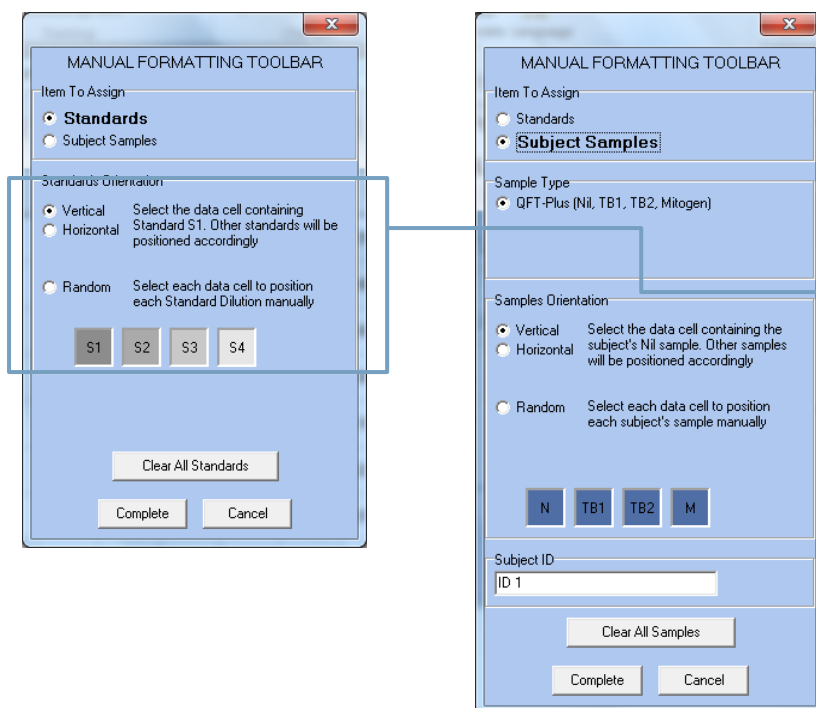 MANUAL FORMATTING TOOLBAR
Item To Assign
Standards
Subject Samples
Standards Orientation
Vertical
Horizontal
Select the data cell containing
Standard S1. Other standards will be
positioned accordingly
Random
Select each data cell to position
each Standard Dilution manually
S1 S2 S3 S4
Clear All Standards
Complete Cancel
MANUAL FORMATTING TOOLBAR
Item To Assign
Standards
Subject Samples
Sample Type
QFT-Plus (Nil, TB1, TB2, Mitogen)
Samples Orientation
Vertical
Horizontal
Select the data cell containing the
subject's Nil sample. Other samples
will be positioned accordingly
Random
Select each data cell to position
each subject's sample manually
N TB1 TB2 M
Subject ID
ID 1
Clear All Samples
Complete Cancel